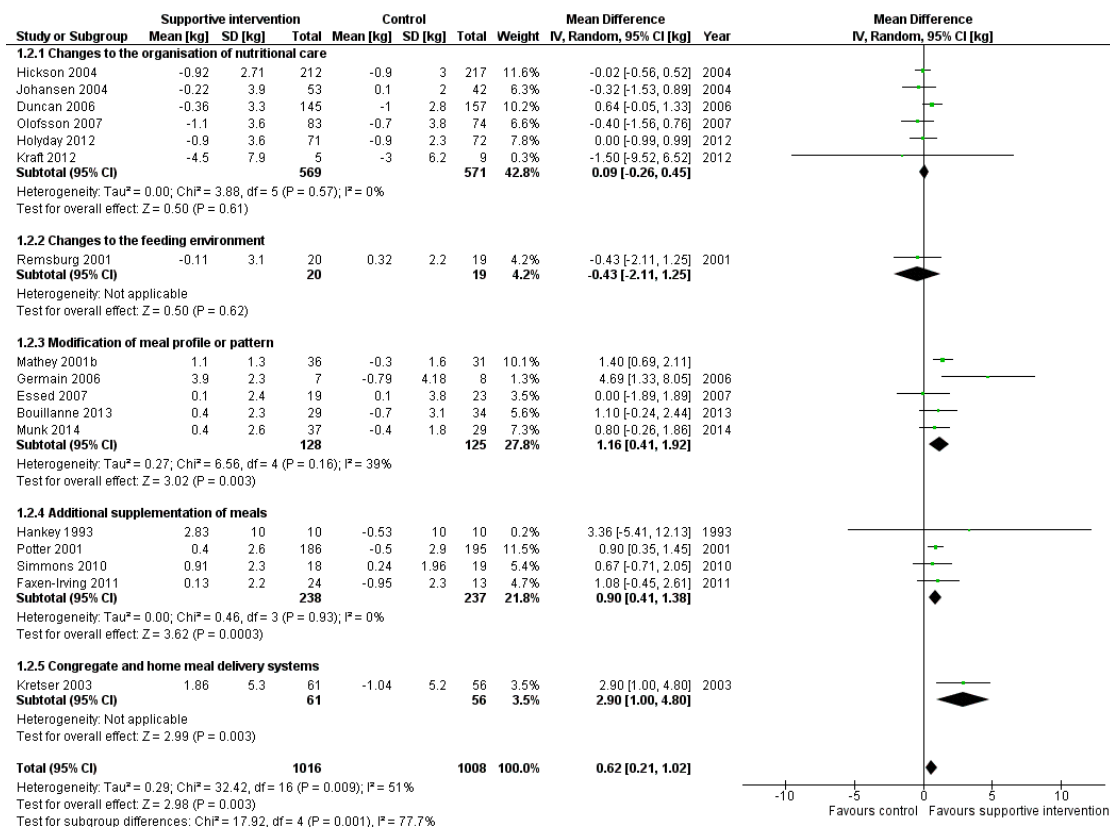 Supportive intervention Control Mean Difference Mean Difference
Study or Subgroup Mean [kg] SD [kg] Total Mean [kg] SD [kg] Total Weight IV, Random, 95% CI [kg] Year IV, Random, 95% CI [kg]
1.2.1 Changes to the organisation of nutritional care
Hickson 2004 -0.92 2.71 212 -0.9 3 217 11.6% -0.02 [-0.56, 0.52] 2004
Johansen 2004 -0.22 3.9 53 0.1 2 42 6.3% -0.32 [-1.53, 0.89] 2004
Duncan 2006 -0.36 3.3 145 -1 2.8 157 10.2% 0.64 [-0.05, 1.33] 2006
Olofsson 2007 -1.1 3.6 83 -0.7 3.8 74 6.6% -0.40 [-1.56, 0.76] 2007
Holyday 2012 -0.9 3.6 71 -0.9 2.3 72 7.8% 0.00 [-0.99, 0.99] 2012
Kraft 2012 -4.5 7.9 5 -3 6.2 9 0.3% -1.50 [-9.52, 6.52] 2012
Subtotal (95% CI) 569 571 42.8% 0.09 [-0.26, 0.45]
Heterogeneity: Tau² = 0.00; Chi² = 3.88, df = 5 (P = 0.57); I² = 0%
Test for overall effect: Z = 0.50 (P = 0.61)
1.2.2 Changes to the feeding environment
Remsburg 2001 -0.11 3.1 20 0.32 2.2 19 4.2% -0.43 [-2.11, 1.25] 2001
Subtotal (95% CI) 20 19 4.2% -0.43 [-2.11, 1.25]
Heterogeneity: Not applicable
Test for overall effect: Z = 0.50 (P = 0.62)
1.2.3 Modification of meal profile or pattern
Mathey 2001b 1.1 1.3 36 -0.3 1.6 31 10.1% 1.40 [0.69, 2.11]
Germain 2006 3.9 2.3 7 -0.79 4.18 8 1.3% 4.69 [1.33, 8.05] 2006
Essed 2007 0.1 2.4 19 0.1 3.8 23 3.5% 0.00 [-1.89, 1.89] 2007
Bouillanne 2013 0.4 2.3 29 -0.7 3.1 34 5.6% 1.10 [-0.24, 2.44] 2013
Munk 2014 0.4 2.6 37 -0.4 1.8 29 7.3% 0.80 [-0.26, 1.86] 2014
Subtotal (95% CI) 128 125 27.8% 1.16 [0.41, 1.92]
Heterogeneity: Tau² = 0.27; Chi² = 6.56, df = 4 (P = 0.16); I² = 39%
Test for overall effect: Z = 3.02 (P = 0.003)
1.2.4 Additional supplementation of meals
Hankey 1993 2.83 10 10 -0.53 10 10 0.2% 3.36 [-5.41, 12.13] 1993
Potter 2001 0.4 2.6 186 -0.5 2.9 195 11.5% 0.90 [0.35, 1.45] 2001
Simmons 2010 0.91 2.3 18 0.24 1.96 19 5.4% 0.67 [-0.71, 2.05] 2010
Faxen-Irving 2011 0.13 2.2 24 -0.95 2.3 13 4.7% 1.08 [-0.45, 2.61] 2011
Subtotal (95% CI) 238 237 21.8% 0.90 [0.41, 1.38]
Heterogeneity: Tau² = 0.00; Chi² = 0.46, df = 3 (P = 0.93); I² = 0%
Test for overall effect: Z = 3.62 (P = 0.0003)
1.2.5 Congregate and home meal delivery systems
Kretser 2003 1.86 5.3 61 -1.04 5.2 56 3.5% 2.90 [1.00, 4.80] 2003
Subtotal (95% CI) 61 56 3.5% 2.90 [1.00, 4.80]
Heterogeneity: Not applicable
Test for overall effect: Z = 2.99 (P = 0.003)
Total (95% CI) 1016 1008 100.0% 0.62 [0.21, 1.02]
Heterogeneity: Tau² = 0.29; Chi² = 32.42, df = 16 (P = 0.009); I² = 51%
Test for overall effect: Z = 2.98 (P = 0.003)
Test for subgroup differences: Chi² = 17.92, df = 4 (P = 0.001), I² = 77.7%
-10 -5 0 5 10
Favours control Favours supportive intervention